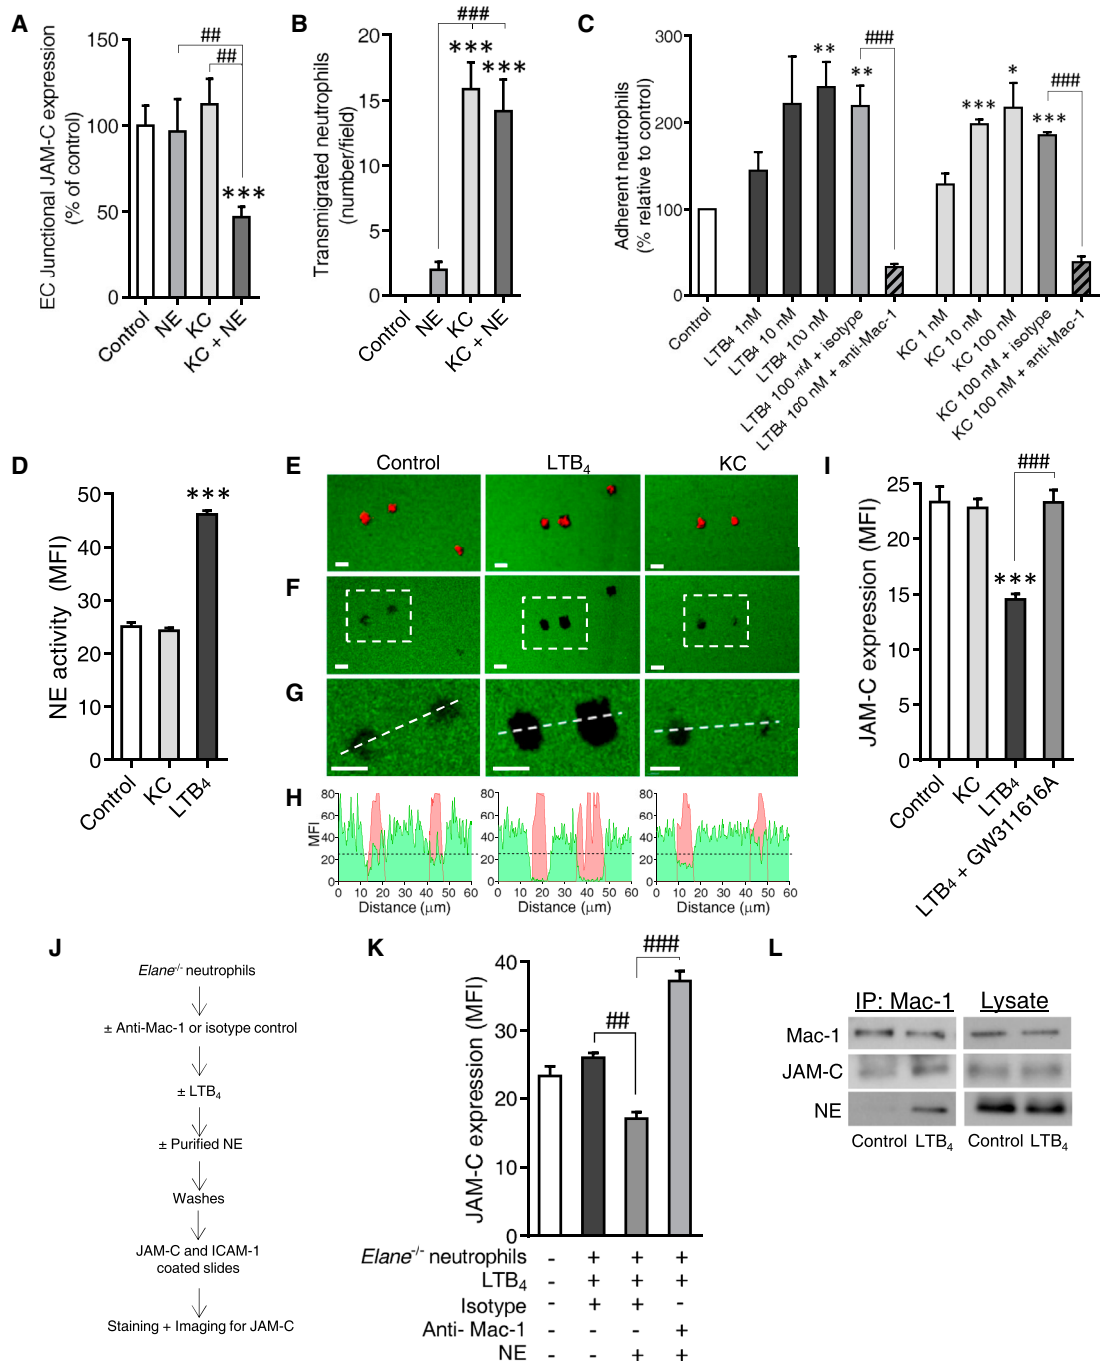 A
EC Junctional JAM-C expression
(% of control)
150
100
50
0
##
##
***
Control
NE
KC
KC + NE
B
Transmigrated neutrophils
(number/field)
20
15
10
5
0
###
***
***
NE
KC
KC + NE
C
Adherent neutrophils
(% relative to control)
300
200
100
0
**
**
###
***
*
***
###
Control
LTB4 1nM
LTB4 10 nM
LTB4 100 nM
LTB4 100 nM + isotype
LTB4 100 nM + anti-Mac-1
KC 1 nM
KC 10 nM
KC 100 nM
KC 100 nM + isotype
KC 100 nM + anti-Mac-1
D
NE activity (MFI)
50
40
30
20
10
0
***
Control
KC
LTB4
E
Control
LTB4
KC
F
G
H
MFI
80
60
40
20
0
0 10 20 30 40 50 60
Distance (μm)
80
60
40
20
0
0 10 20 30 40 50 60
Distance (μm)
80
60
40
20
0
0 10 20 30 40 50 60
Distance (μm)
I
JAM-C expression (MFI)
25
20
15
10
5
0
###
***
Control
KC
LTB4
LTB4 + GW311616A
J
Elane-/- neutrophils
± Anti-Mac-1 or isotype control
± LTB4
± Purified NE
Washes
JAM-C and ICAM-1
coated slides
Staining + Imaging for JAM-C
K
JAM-C expression (MFI)
40
30
20
10
0
##
###
Elane-/- neutrophils - + + +
LTB4 - + + +
Isotype - + + -
Anti- Mac-1 - - - +
NE - - + +
L
IP: Mac-1 Lysate
Mac-1
JAM-C
NE
Control LTB4 Control LTB4